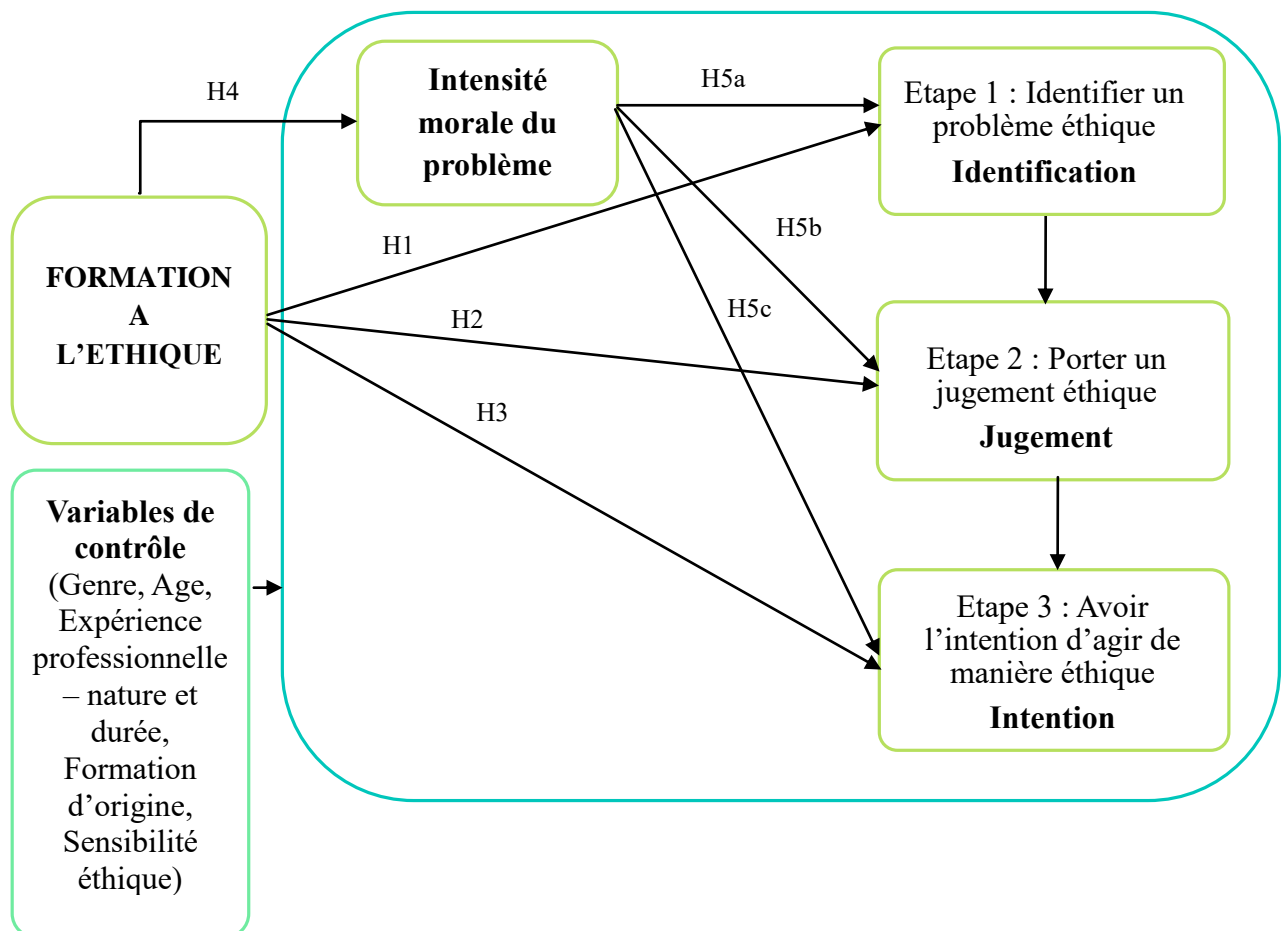 H4
Intensité
morale du
problème
H5a
Etape 1 : Identifier un
problème éthique
Identification
H1
H5b
FORMATION
A
L’ETHIQUE
H2
H5c
Etape 2 : Porter un
jugement éthique
Jugement
H3
Variables de
contrôle
(Genre, Age,
Expérience
professionnelle
– nature et
durée,
Formation
d’origine,
Sensibilité
éthique)
Etape 3 : Avoir
l’intention d’agir de
manière éthique
Intention